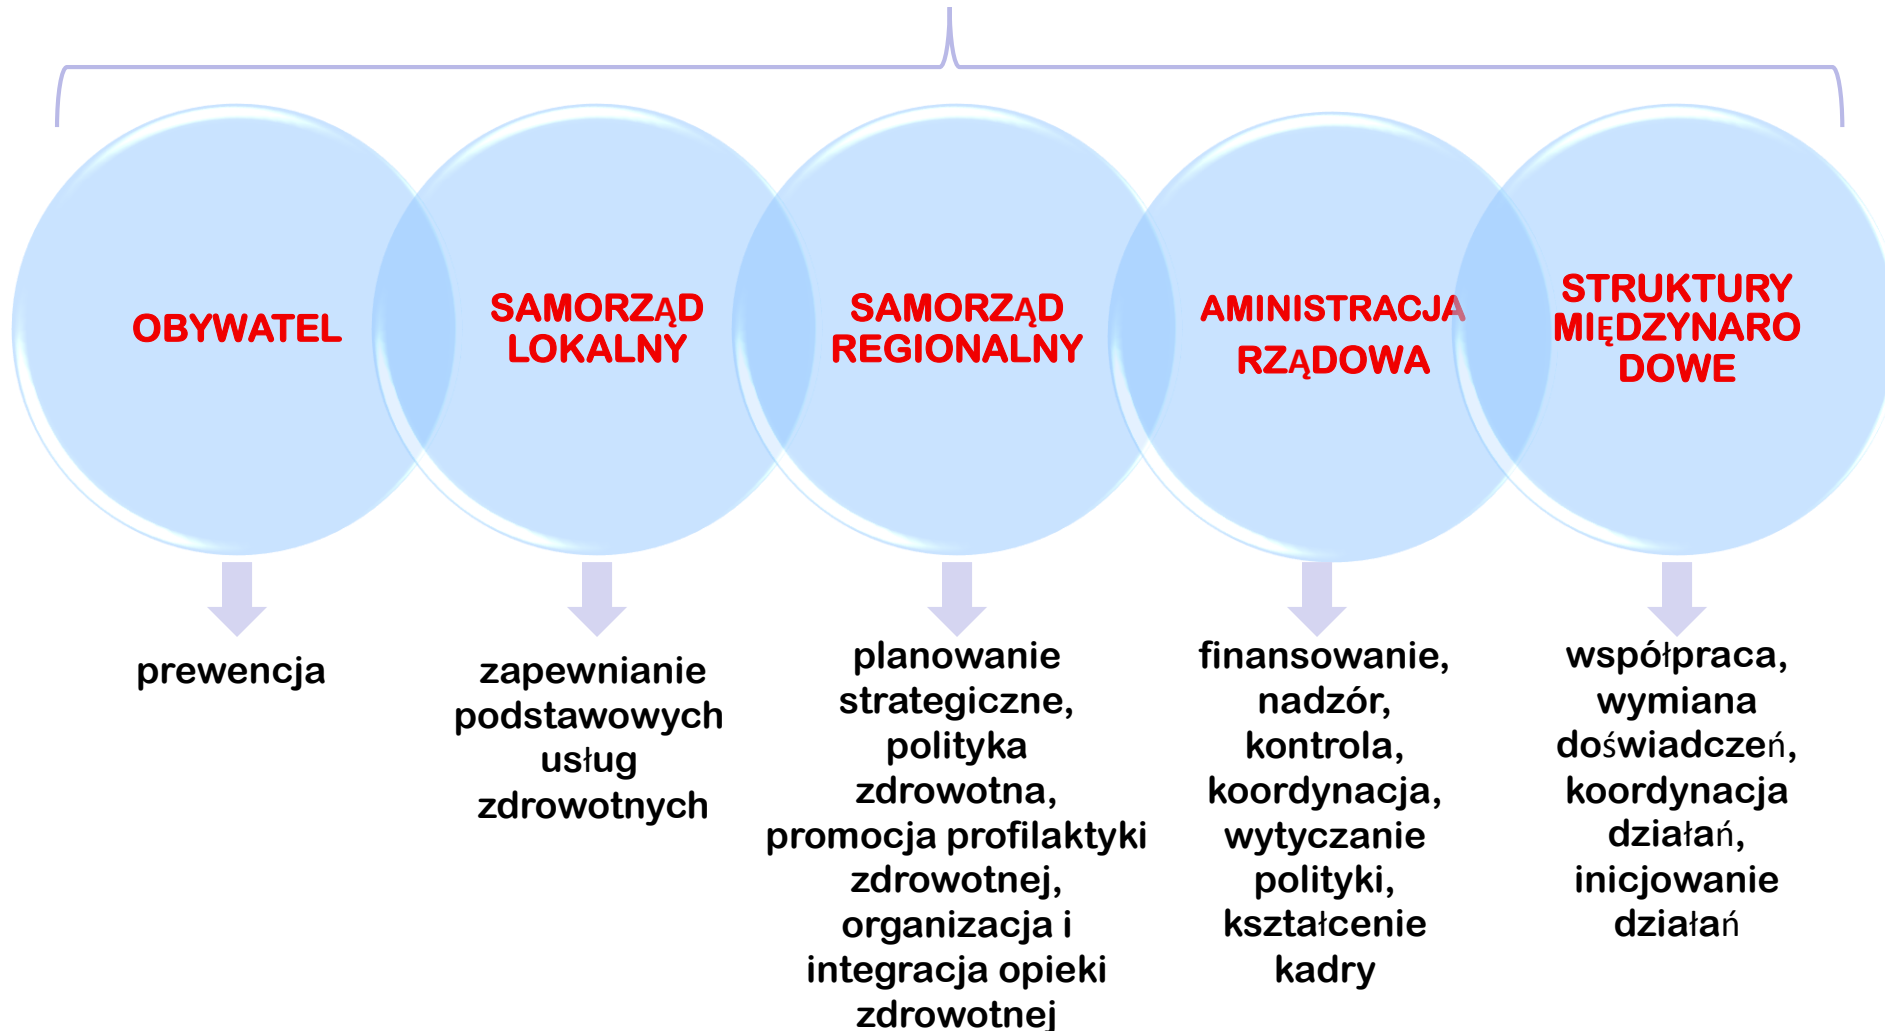 OBYWATEL
SAMORZĄD
LOKALNY
SAMORZĄD
REGIONALNY
AMINISTRACJA
RZĄDOWA
STRUKTURY
MIĘDZYNARO
DOWE
prewencja
zapewnianie
podstawowych
usług
zdrowotnych
planowanie
strategiczne,
polityka
zdrowotna,
promocja profilaktyki
zdrowotnej,
organizacja i
integracja opieki
zdrowotnej
finansowanie,
nadzór,
kontrola,
koordynacja,
wytyczanie
polityki,
kształcenie
kadry
współpraca,
wymiana
doświadczeń,
koordynacja
działań,
inicjowanie
działań